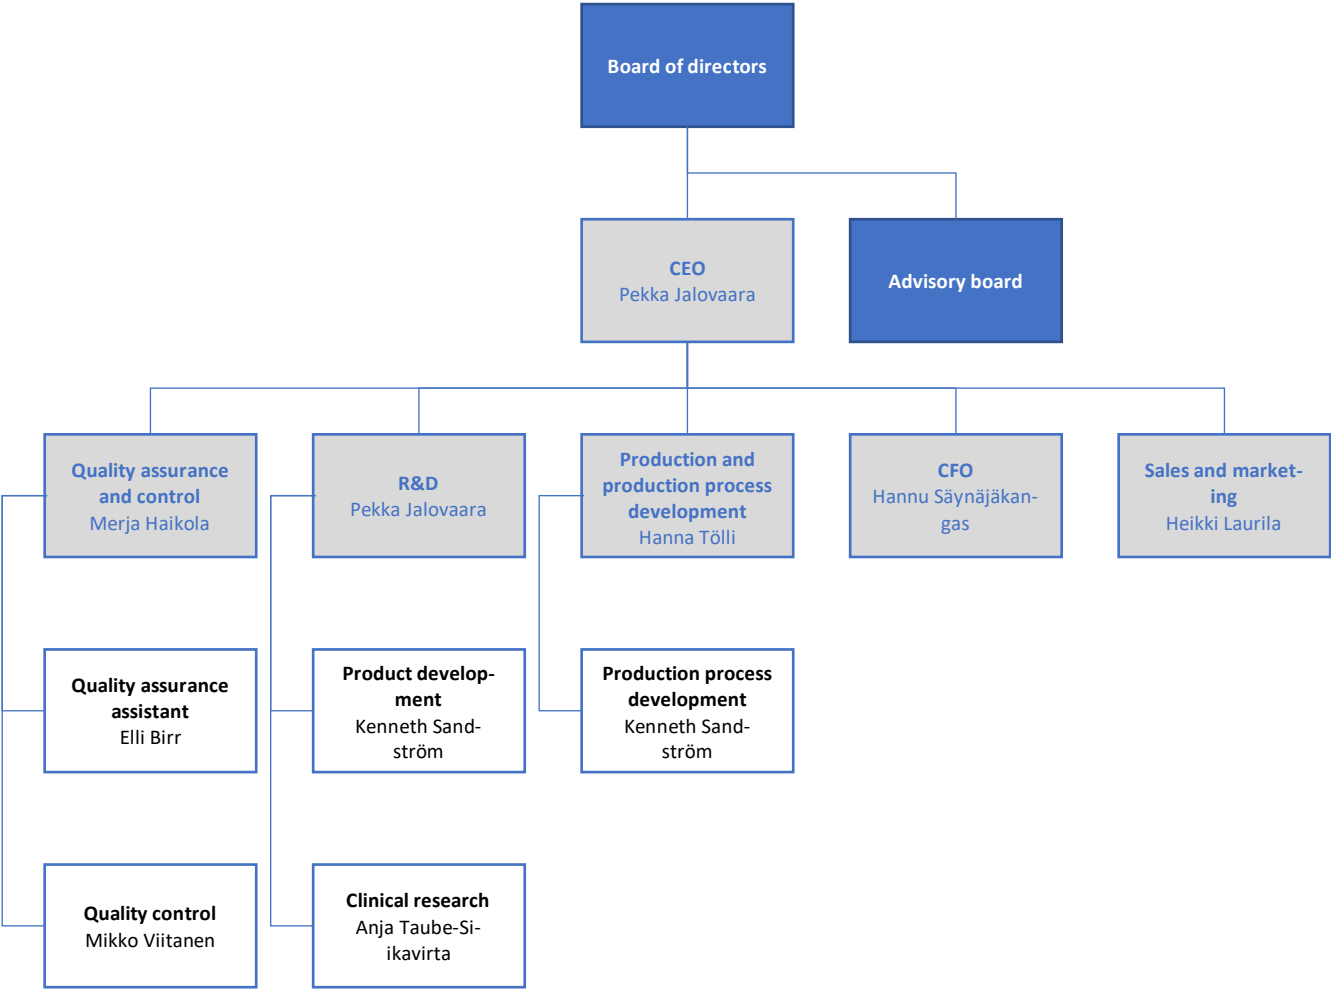 Board of directors
CEO
Pekka Jalovaara
Advisory board
Quality assurance
and control
Merja Haikola
R&D
Pekka Jalovaara
Production and
production process
development
Hanna Tölli
CFO
Hannu Säynäjäkan-
gas
Sales and market-
ing
Heikki Laurila
Quality assurance
assistant
Elli Birr
Product develop-
ment
Kenneth Sand-
ström
Production process
development
Kenneth Sand-
ström
Quality control
Mikko Viitanen
Clinical research
Anja Taube-Si-
ikavirta